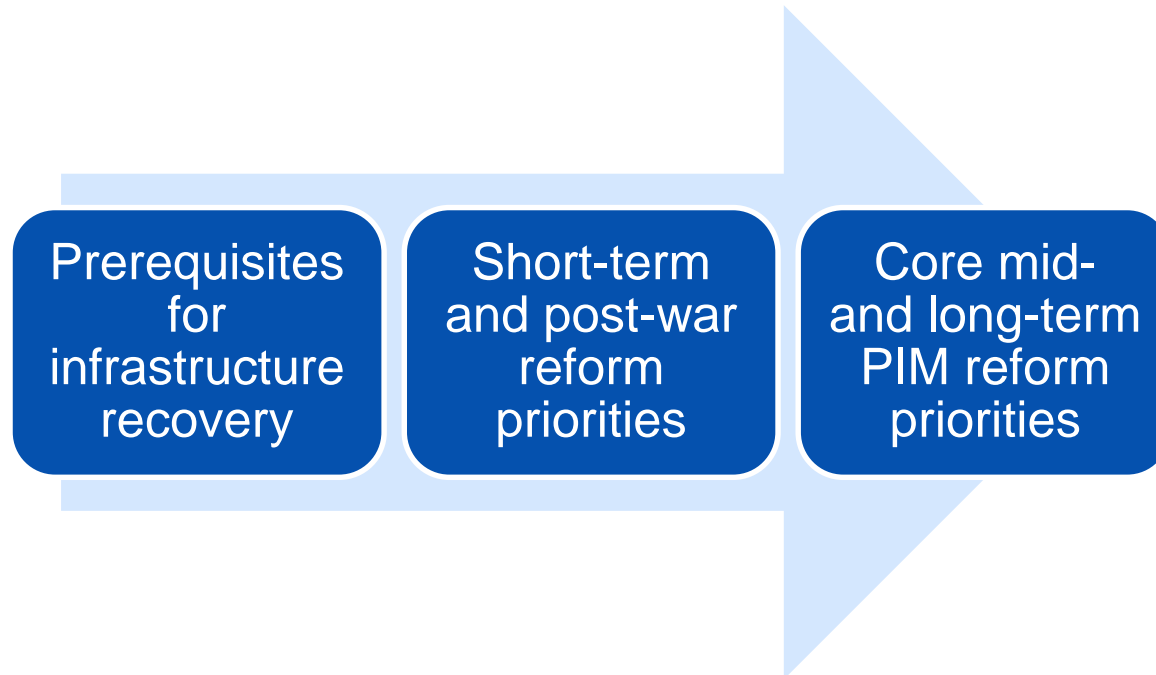 Prerequisites
for
infrastructure
recovery
Short-term
and post-war
reform
priorities
Core mid-
and long-term
PIM reform
priorities